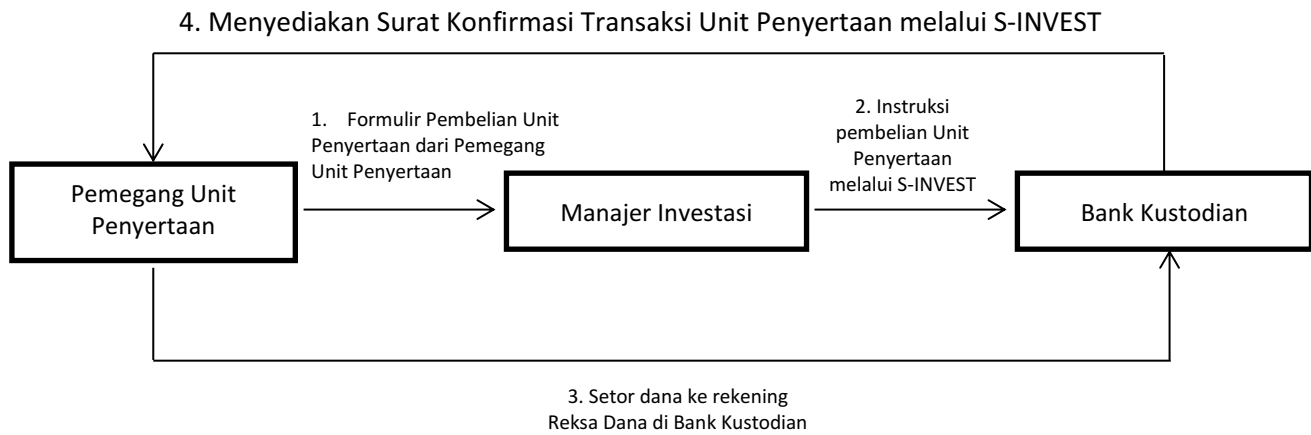 4. Menyediakan Surat Konfirmasi Transaksi Unit Penyertaan melalui S-INVEST
1. Formulir Pembelian Unit
Penyertaan dari Pemegang
Unit Penyertaan
2. Instruksi
pembelian Unit
Penyertaan
melalui S-INVEST
Pemegang Unit
Penyertaan
Manajer Investasi
Bank Kustodian
3. Setor dana ke rekening
Reksa Dana di Bank Kustodian